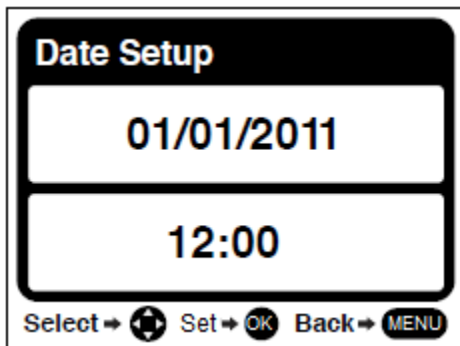 Date Setup
01/01/2011
12:00
Select → Set → OK Back → MENU